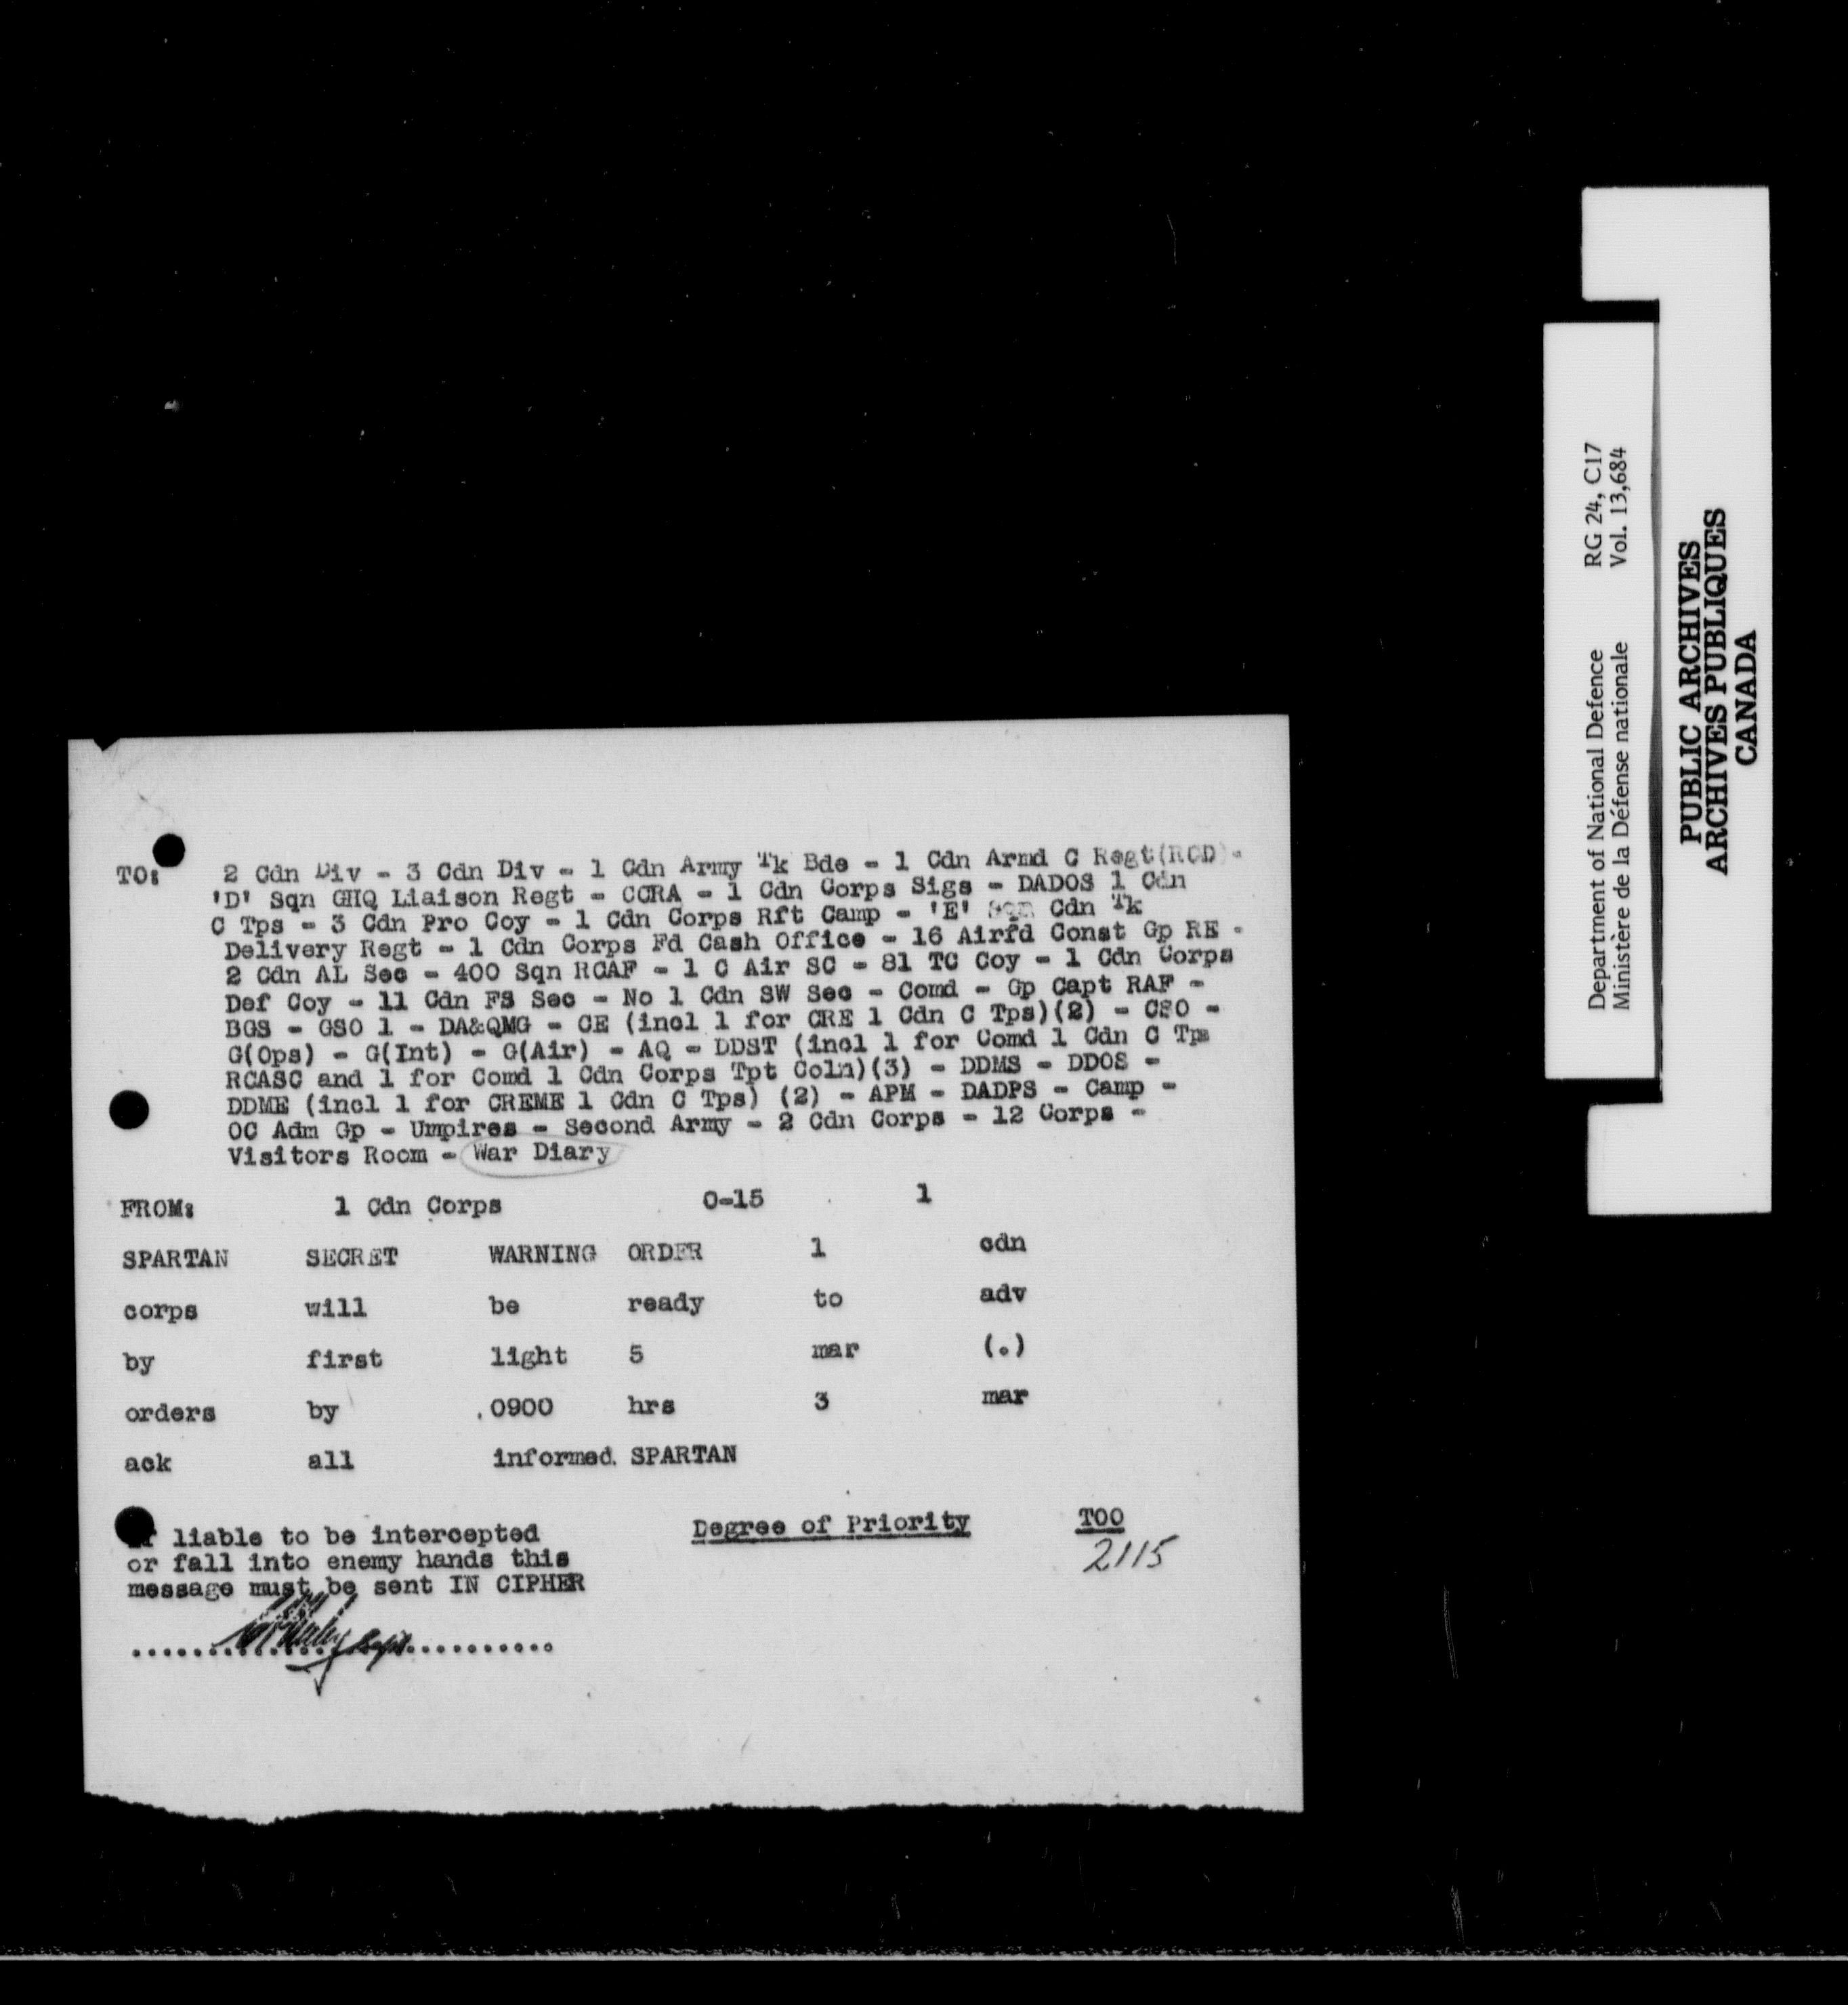 TO: 2 Cdn Div - 3 Cdn Div - 1 Cdn Army Tk Bde - 1 Cdn Armd C Regt(RCD) -
'D' Sqn GHQ Liaison Regt - CCRA - 1 Cdn Corps Sigs - DADOS 1 Cdn
C Tps - 3 Cdn Pro Coy - 1 Cdn Corps Rft Camp - 'E' Sqn Cdn Tk
Delivery Regt - 1 Cdn Corps Fd Cash Office - 16 Airfd Const Gp RE -
2 Cdn AL Sec - 400 Sqn RCAF - 1 C Air SC - 81 TC Coy - 1 Cdn Corps
Def Coy - 11 Cdn FS Sec - No 1 Cdn SW Sec - Comd - Gp Capt RAF -
BGS - GSO 1 - DA&QMG - CE (incl 1 for CRE 1 Cdn C Tps)(2) - CSO -
G(Ops) - G(Int) - G(Air) - AQ - DDST (incl 1 for Comd 1 Cdn C Tps
RCASC and 1 for Comd 1 Cdn Corps Tpt Coln)(3) - DDMS - DDOS -
DDME (incl 1 for CREME 1 Cdn C Tps) (2) - APM - DADPS - Camp -
OC Adm Gp - Umpires - Second Army - 2 Cdn Corps - 12 Corps -
Visitors Room - War Diary
FROM: 1 Cdn Corps O-15 1
SPARTAN SECRET WARNING ORDER 1 cdn
corps will be ready to adv
by first light 5 mar (.)
orders by .0900 hrs 3 mar
ack all informed. SPARTAN
If liable to be intercepted
or fall into enemy hands this
message must be sent IN CIPHER
Degree of Priority
TOO
2115
Department of National Defence RG 24, C17
Ministère de la Défense nationale Vol. 13,684
PUBLIC ARCHIVES
ARCHIVES PUBLIQUES
CANADA